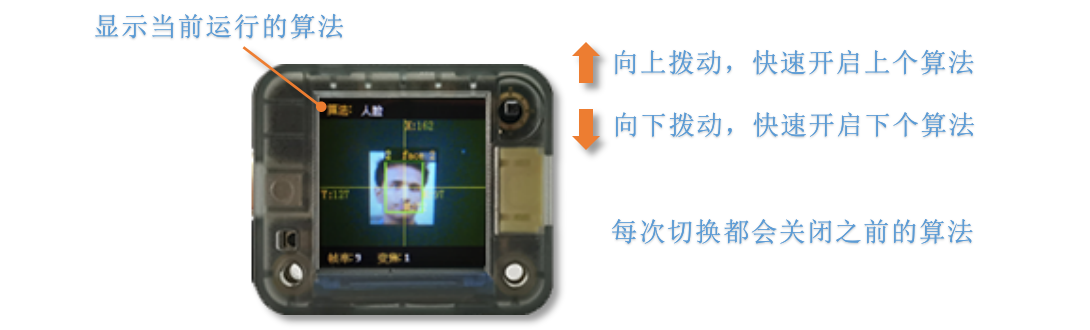 显示当前运行的算法
向上拨动，快速开启上个算法
向下拨动，快速开启下个算法
算法: 人脸
X:162
2 face:2
Y:127
每次切换都会关闭之前的算法
帧率:9 变焦:1